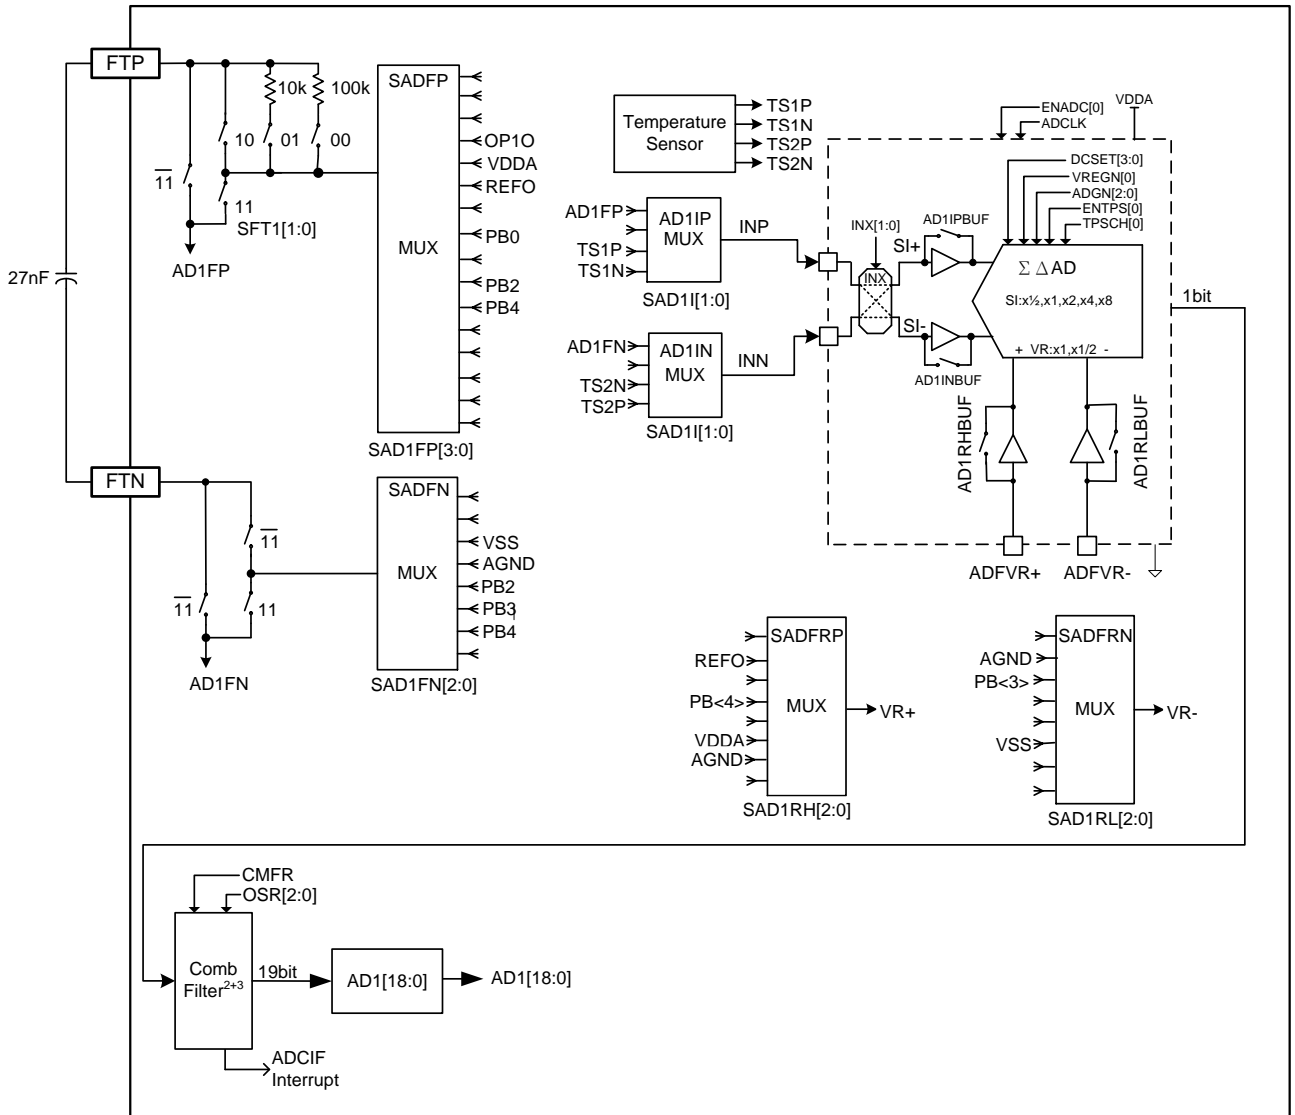 FTP
10k
100k
10
01
00
11
11
SFT1[1:0]
AD1FP
27nF
SADFP
MUX
OP1O
VDDA
REFO
PB0
PB2
PB4
SAD1FP[3:0]
FTN
11
11
11
AD1FN
SADFN
MUX
VSS
AGND
PB2
PB3
PB4
SAD1FN[2:0]
Temperature
Sensor
TS1P
TS1N
TS2P
TS2N
AD1FP
TS1P
TS1N
AD1IP
MUX
SAD1I[1:0]
INP
AD1FN
TS2N
TS2P
AD1IN
MUX
SAD1I[1:0]
INN
ENADC[0]
ADCLK
VDDA
DCSET[3:0]
VREGN[0]
ADGN[2:0]
ENTPS[0]
TPSCH[0]
INX[1:0]
INX
SI+
SI-
AD1IPBUF
AD1INBUF
Σ Δ AD
SI:x½,x1,x2,x4,x8
+ VR:x1,x1/2 -
1bit
AD1RHBUF
AD1RLBUF
ADFVR+
ADFVR-
SADFRP
REFO
PB<4>
MUX
VR+
VDDA
AGND
SAD1RH[2:0]
SADFRN
AGND
PB<3>
MUX
VR-
VSS
SAD1RL[2:0]
CMFR
OSR[2:0]
Comb
Filter2+3
19bit
AD1[18:0]
AD1[18:0]
ADCIF
Interrupt